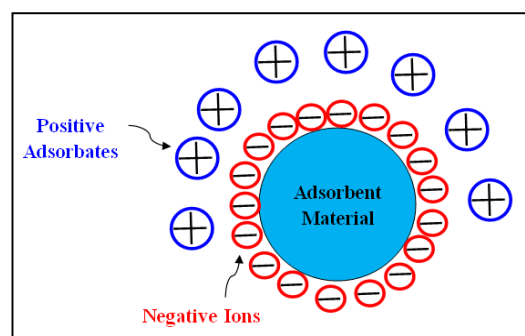 Positive
Adsorbates
Adsorbent
Material
Negative Ions